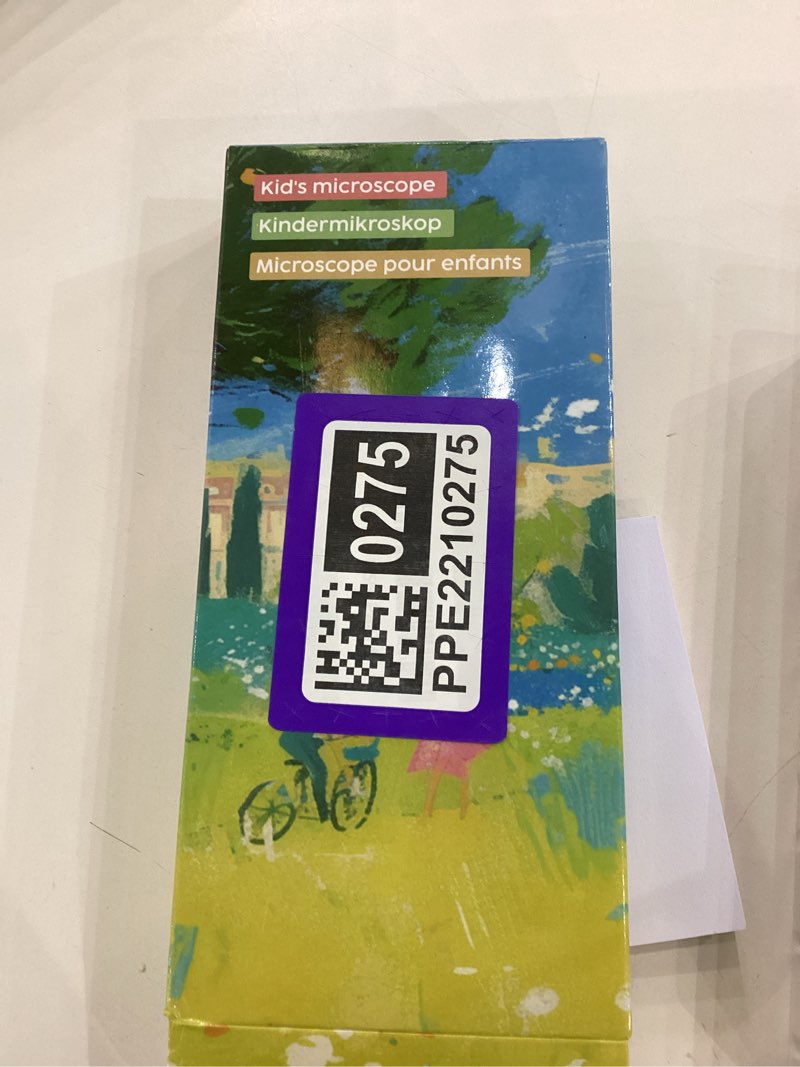 Kid's microscope
Kindermikroskop
Microscope pour enfants
0275
PPE2210275